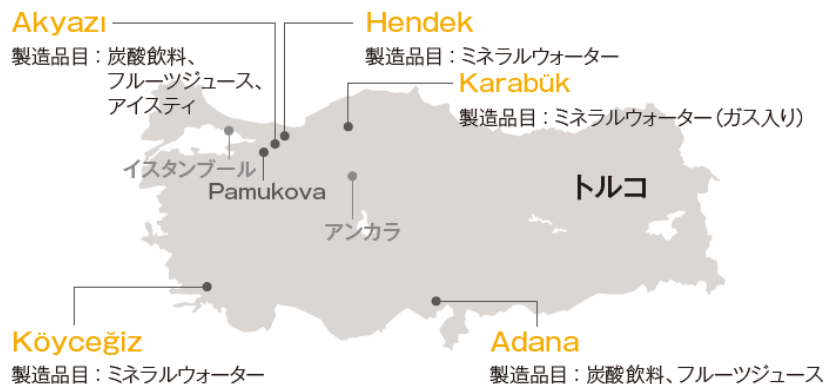 Akyazı
製造品目：炭酸飲料、
フルーツジュース、
アイスティ
Hendek
製造品目：ミネラルウォーター
Karabük
製造品目：ミネラルウォーター（ガス入り）
イスタンブール
Pamukova
アンカラ
トルコ
Köyceğiz
製造品目：ミネラルウォーター
Adana
製造品目：炭酸飲料、フルーツジュース